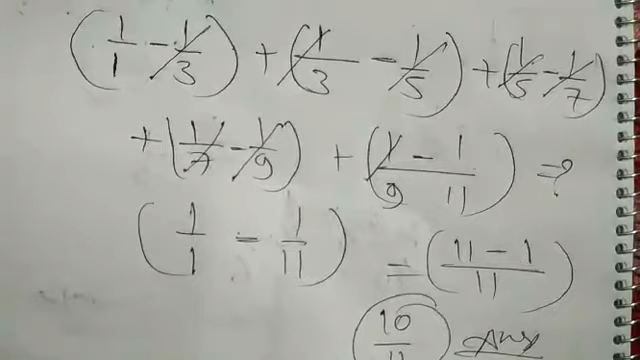 (1/1 - 1/3) + (1/3 - 1/5) + (1/5 - 1/7)
+ (1/7 - 1/9) + (1/9 - 1/11) = ?
(1/1 - 1/11) = (11 - 1/11)
10/11 Ans